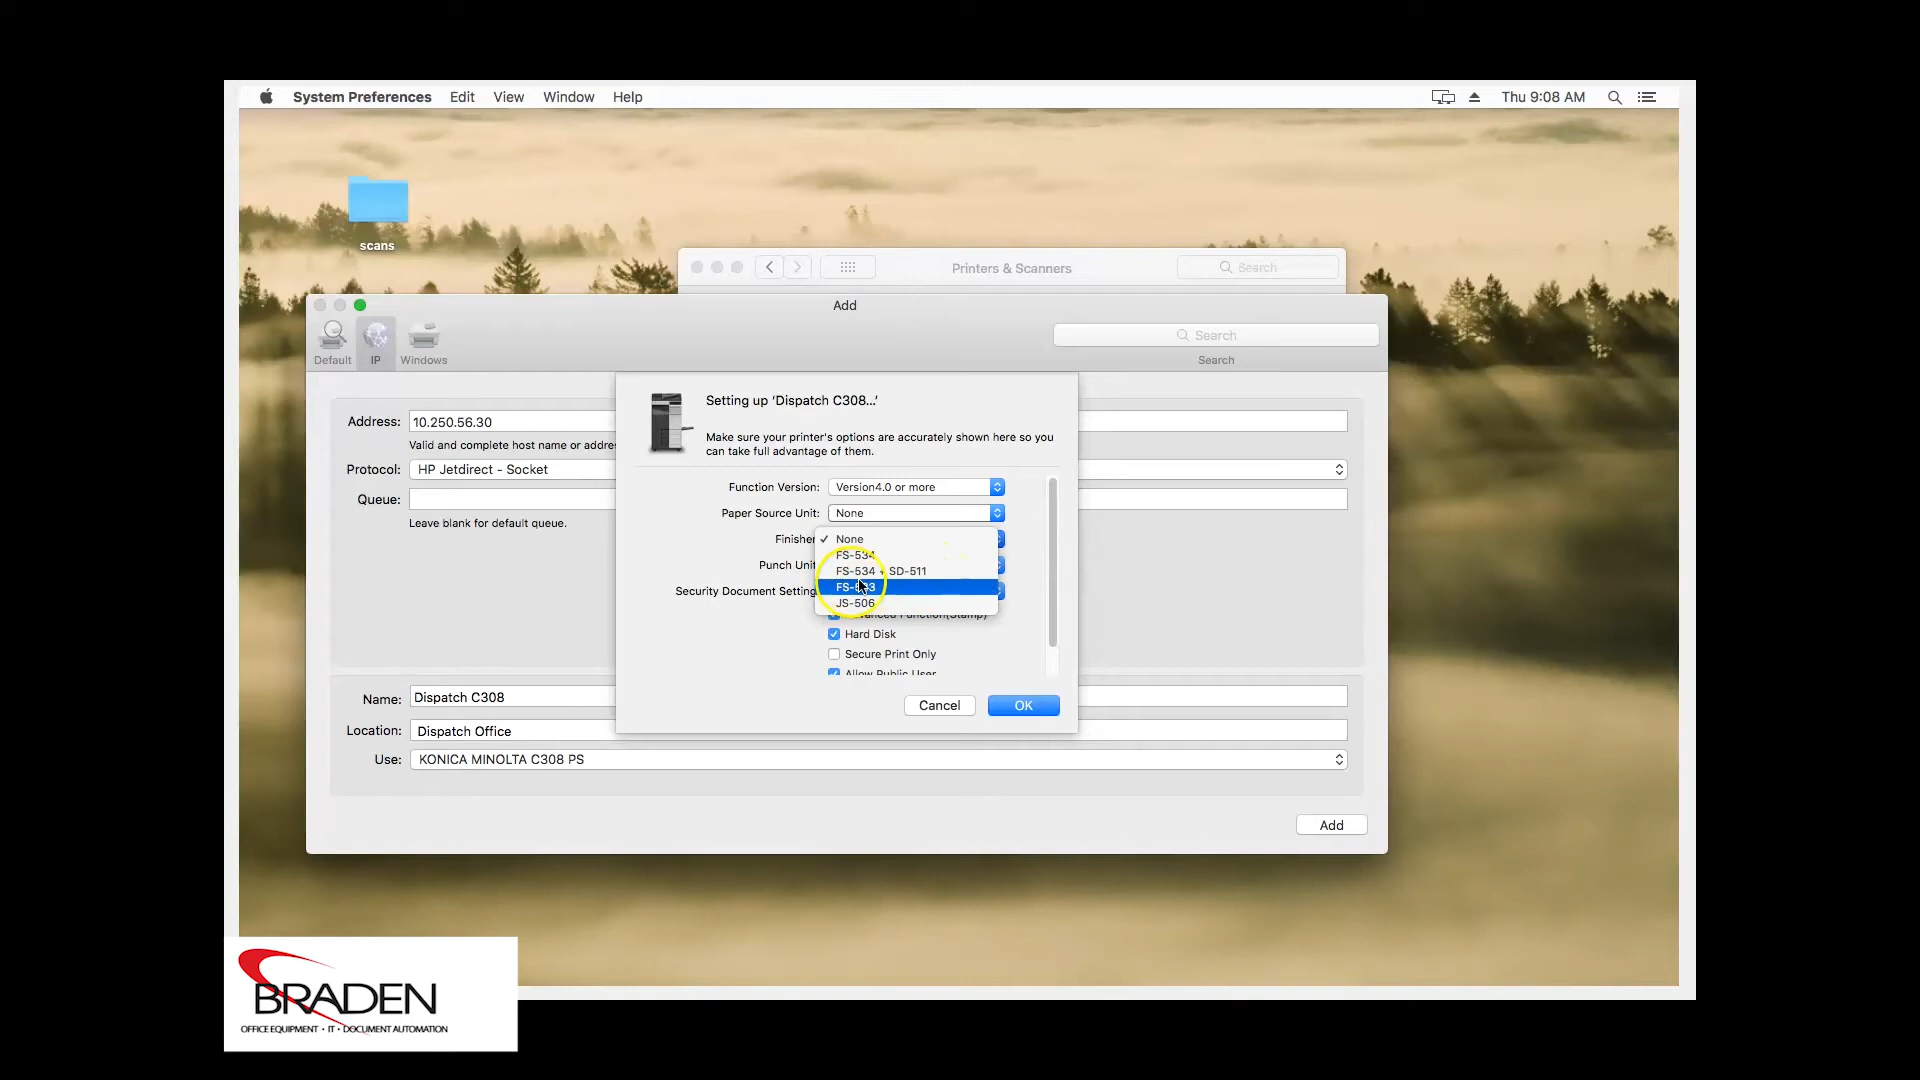 System Preferences Edit View Window Help Thu 9:08 AM
scans
Printers & Scanners Search
Add
Default IP Windows
Search
Search
Setting up ‘Dispatch C308...’
Make sure your printer's options are accurately shown here so you
can take full advantage of them.
Address: 10.250.56.30
Valid and complete host name or
Protocol: HP Jetdirect - Socket
Queue:
Leave blank for default queue.
Function Version: Version4.0 or more
Paper Source Unit: None
Finisher ✓ None
FS-534
FS-534 + SD-511
Punch Unit
Security Document Setting
JS-506
Hard Disk
Secure Print Only
Allow Public User
Cancel OK
Name: Dispatch C308
Location: Dispatch Office
Use: KONICA MINOLTA C308 PS
Add
BRADEN
OFFICE EQUIPMENT • IT • DOCUMENT AUTOMATION